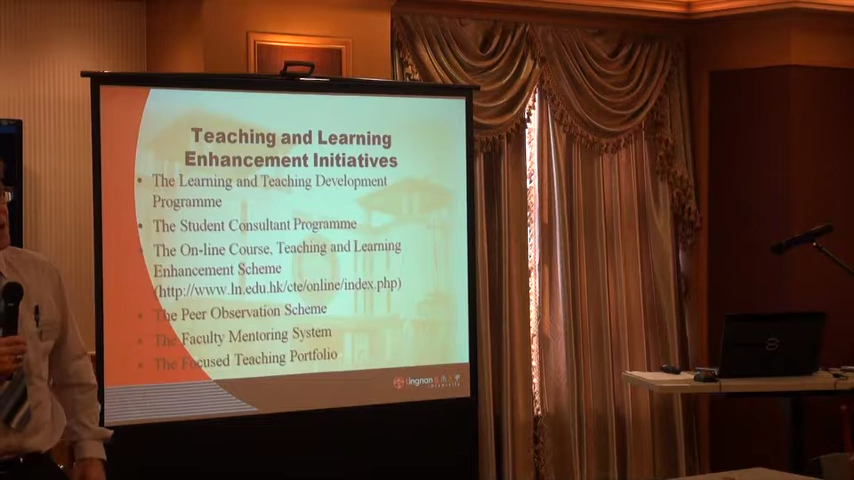 Teaching and Learning
Enhancement Initiatives
• The Learning and Teaching Development
Programme
• The Student Consultant Programme
• The On-line Course, Teaching and Learning
Enhancement Scheme
(http://www.ln.edu.hk/cte/online/index.php)
• The Peer Observation Scheme
• The Faculty Mentoring System
• The Focused Teaching Portfolio
Lingnan